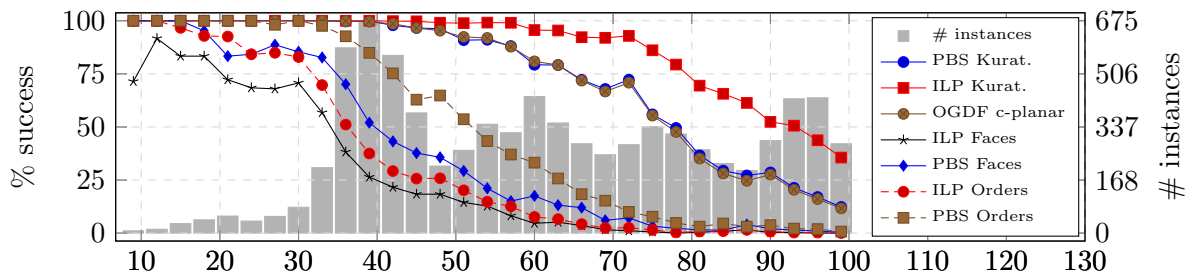 % success
100
75
50
25
0
10
20
30
40
50
60
70
80
90
100
110
120
130
# instances
PBS Kurat.
ILP Kurat.
OGDF c-planar
ILP Faces
PBS Faces
ILP Orders
PBS Orders
675
506
337
168
0
# instances